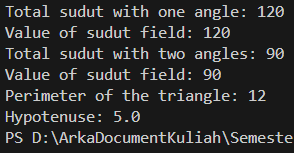 Total sudut with one angle: 120
Value of sudut field: 120
Total sudut with two angles: 90
Value of sudut field: 90
Perimeter of the triangle: 12
Hypotenuse: 5.0
PS D:\ArkaDocumentKuliah\Semeste